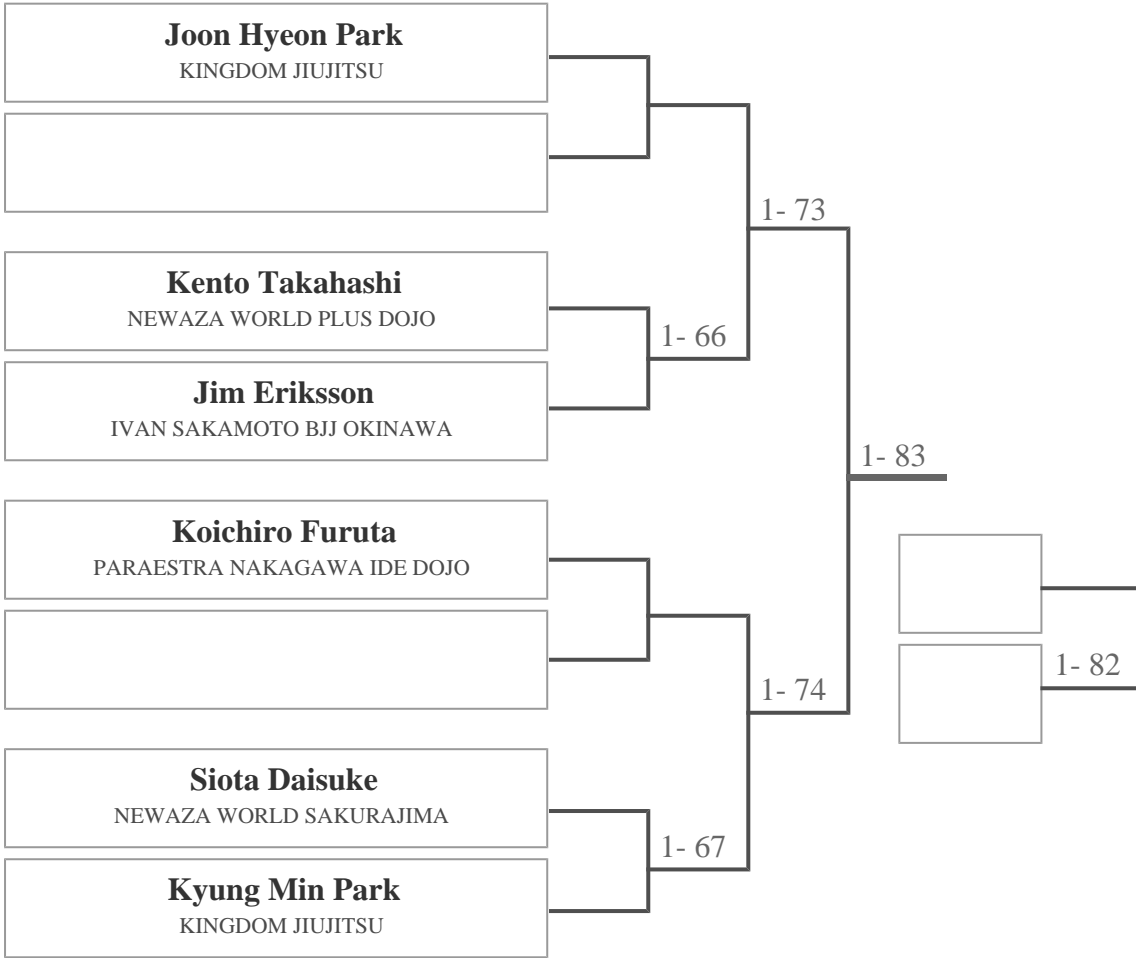 Joon Hyeon Park
KINGDOM JIUJITSU
1- 73
Kento Takahashi
NEWAZA WORLD PLUS DOJO
1- 66
Jim Eriksson
IVAN SAKAMOTO BJJ OKINAWA
1- 83
Koichiro Furuta
PARAESTRA NAKAGAWA IDE DOJO
1- 82
1- 74
Siota Daisuke
NEWAZA WORLD SAKURAJIMA
1- 67
Kyung Min Park
KINGDOM JIUJITSU